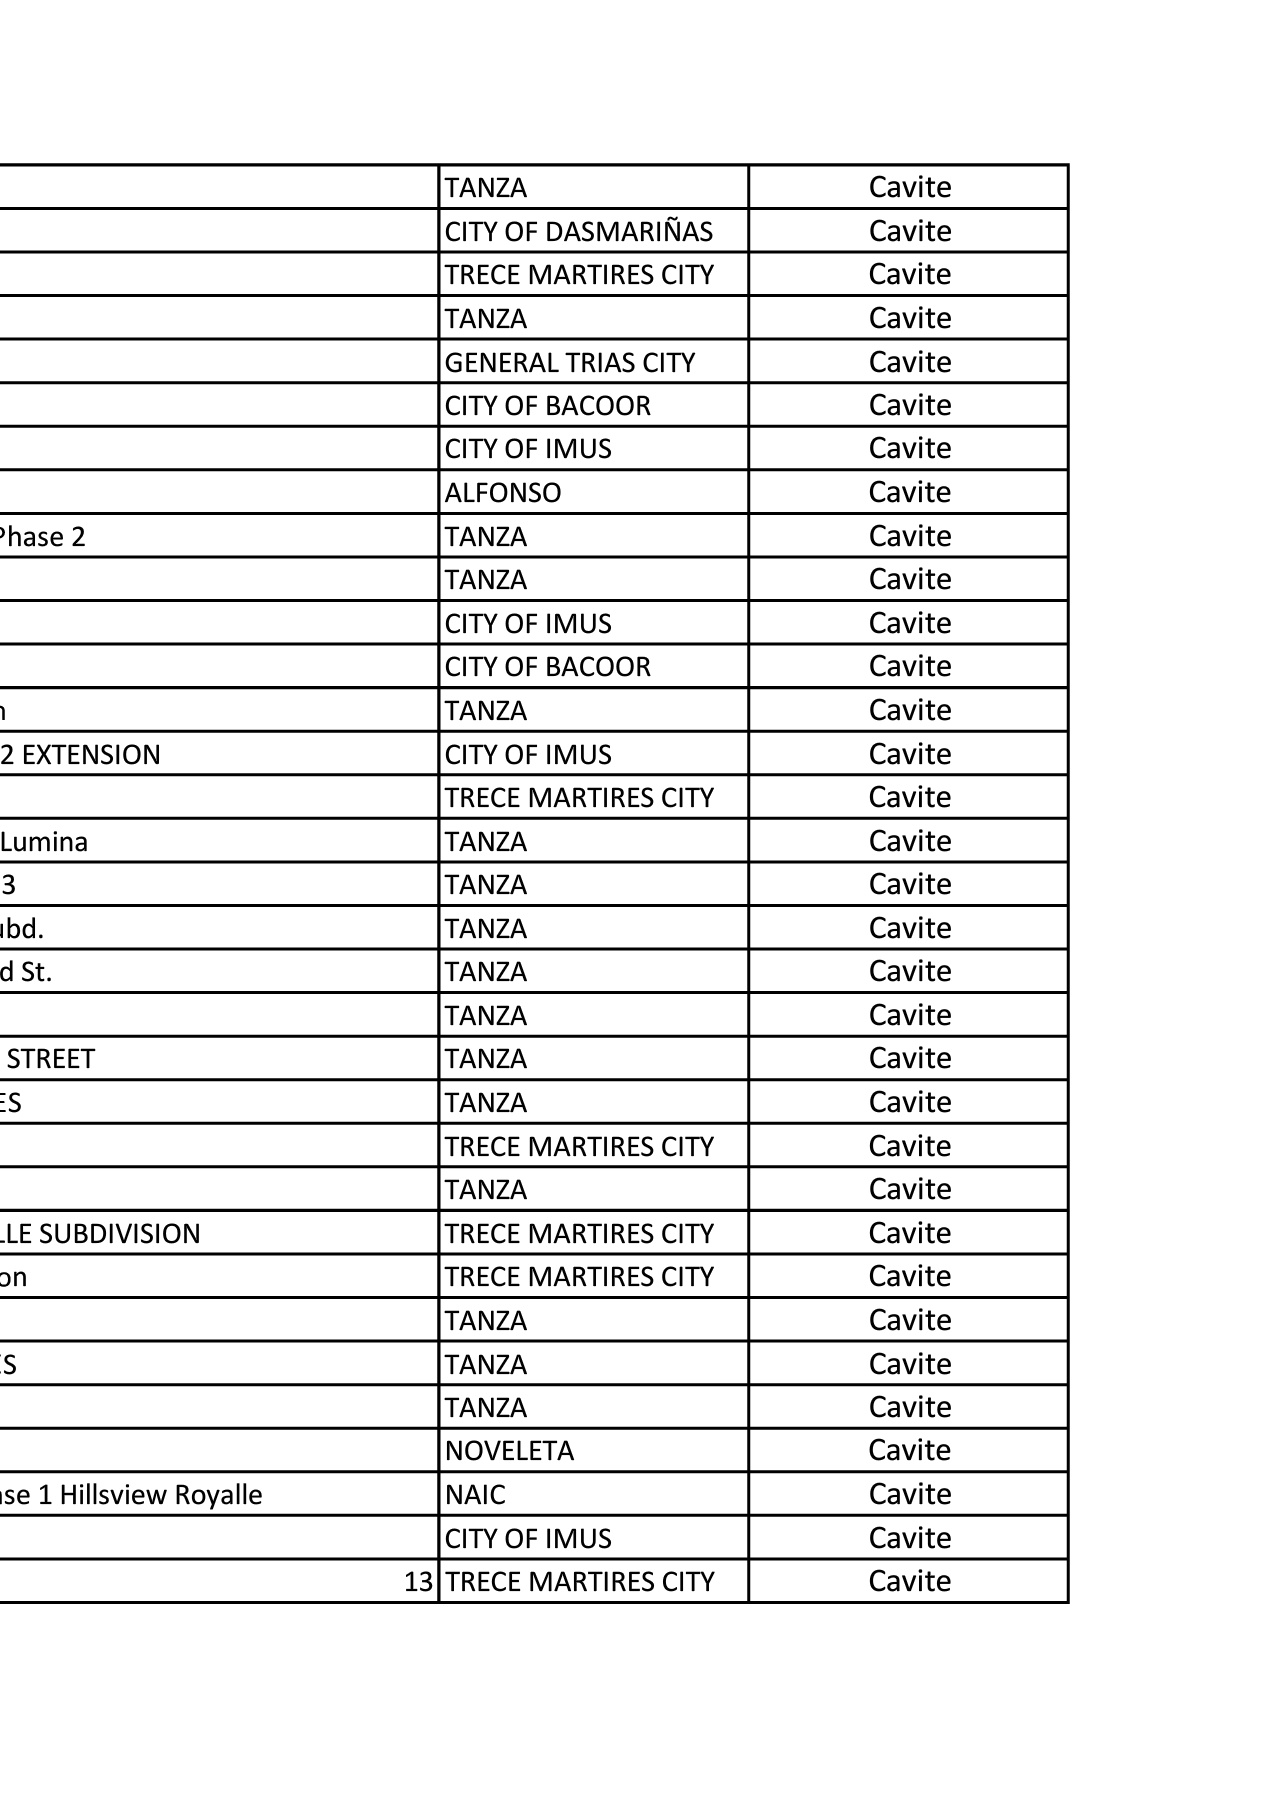 TANZA Cavite
CITY OF DASMARIÑAS Cavite
TRECE MARTIRES CITY Cavite
TANZA Cavite
GENERAL TRIAS CITY Cavite
CITY OF BACOOR Cavite
CITY OF IMUS Cavite
ALFONSO Cavite
Phase 2 TANZA Cavite
TANZA Cavite
CITY OF IMUS Cavite
CITY OF BACOOR Cavite
n TANZA Cavite
2 EXTENSION CITY OF IMUS Cavite
TRECE MARTIRES CITY Cavite
Lumina TANZA Cavite
3 TANZA Cavite
ubd. TANZA Cavite
d St. TANZA Cavite
TANZA Cavite
STREET TANZA Cavite
ES TANZA Cavite
TRECE MARTIRES CITY Cavite
TANZA Cavite
LLE SUBDIVISION TRECE MARTIRES CITY Cavite
on TRECE MARTIRES CITY Cavite
TANZA Cavite
ES TANZA Cavite
TANZA Cavite
NOVELETA Cavite
ase 1 Hillsview Royalle NAIC Cavite
CITY OF IMUS Cavite
13 TRECE MARTIRES CITY Cavite